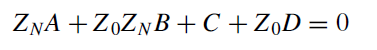 Z_N A + Z_0 Z_N B + C + Z_0 D = 0